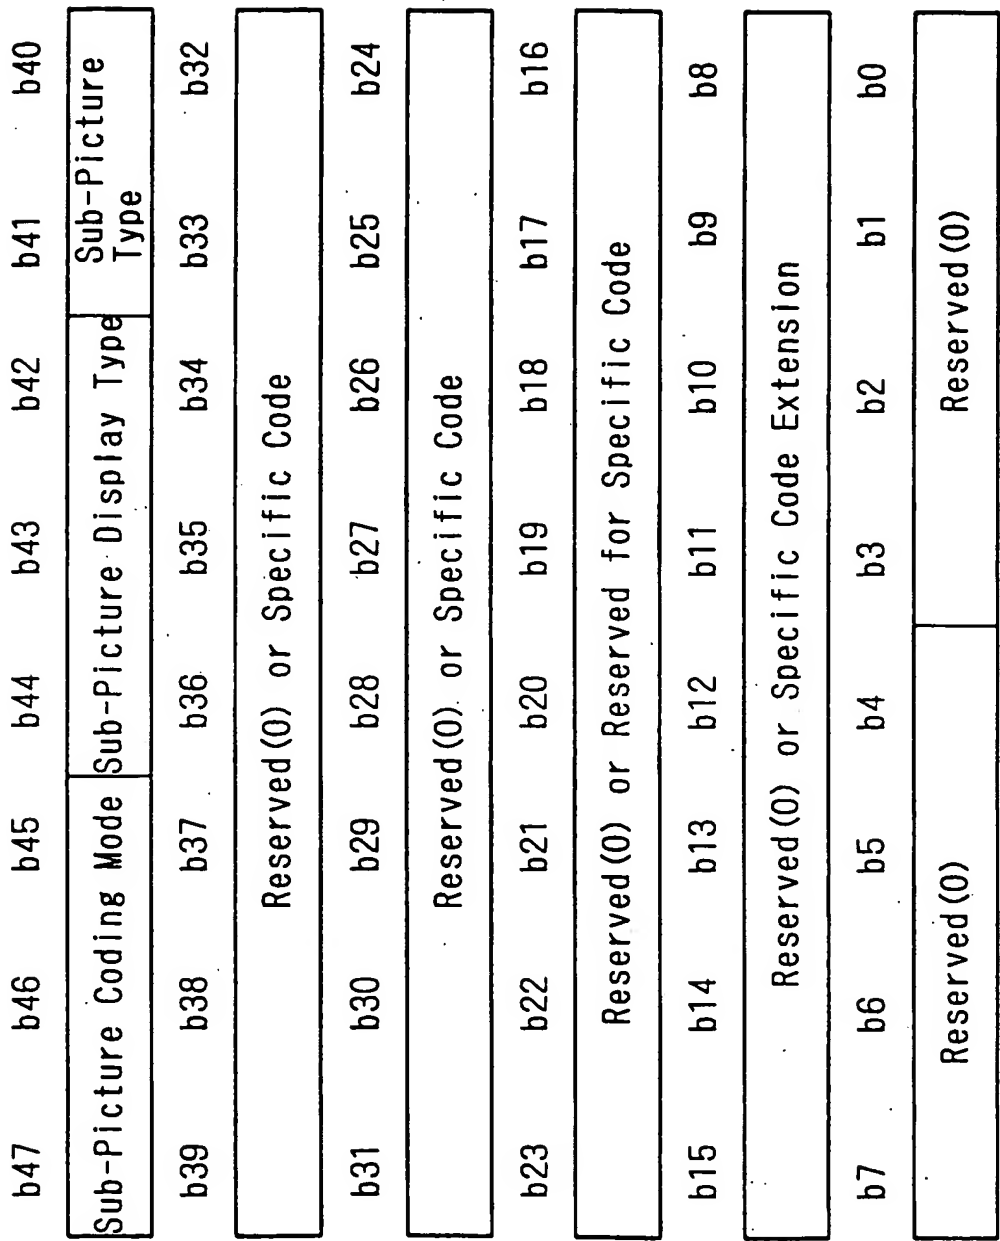 b47 b46 b45 b44 b43 b42 b41 b40
Sub-Picture Coding Mode Sub-Picture Display Type Sub-Picture
Type
b39 b38 b37 b36 b35 b34 b33 b32
Reserved(0) or Specific Code
b31 b30 b29 b28 b27 b26 b25 b24
Reserved(0) or Specific Code
b23 b22 b21 b20 b19 b18 b17 b16
Reserved(0) or Reserved for Specific Code
b15 b14 b13 b12 b11 b10 b9 b8
Reserved(0) or Specific Code Extension
b7 b6 b5 b4 b3 b2 b1 b0
Reserved(0) Reserved(0)